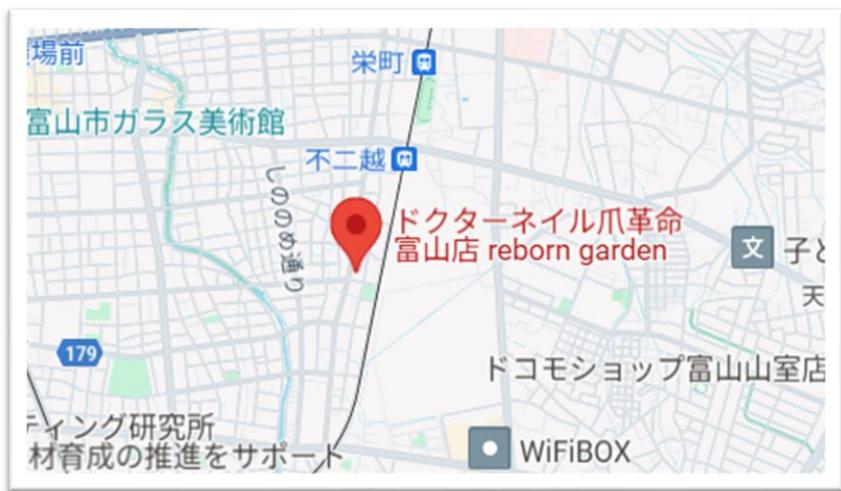 場前
栄町
富山市ガラス美術館
不二越
しののめ通り
ドクターネイル爪革命
富山店 reborn garden
文
子ど
天
179
ドコモショップ富山山室店
ティング研究所
材育成の推進をサポート
WiFiBOX